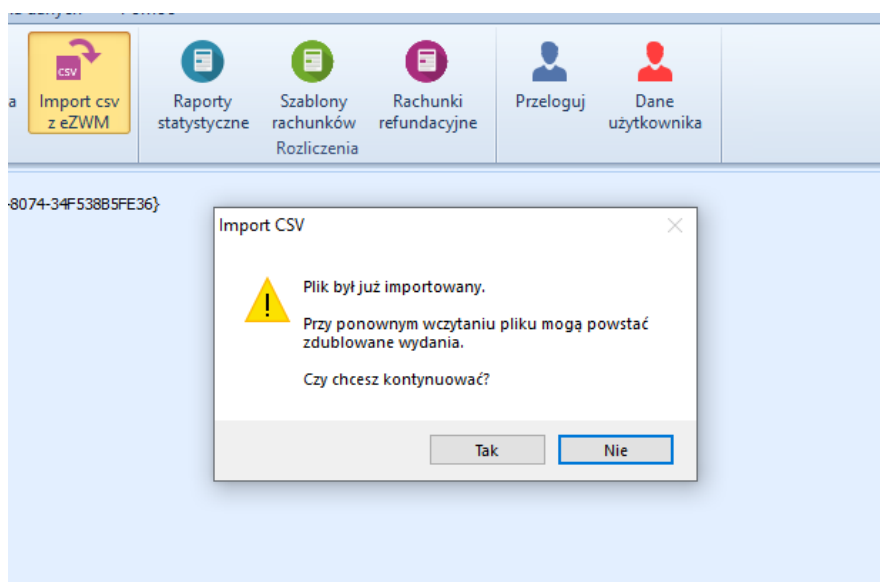 csv
a
Import csv
z eZWM
Raporty
statystyczne
Szablony
rachunków
Rachunki
refundacyjne
Rozliczenia
Przeloguj
Dane
użytkownika
-8074-34F538B5FE36}
Import CSV
Plik był już importowany.
Przy ponownym wczytaniu pliku mogą powstać
zdublowane wydania.
Czy chcesz kontynuować?
Tak
Nie